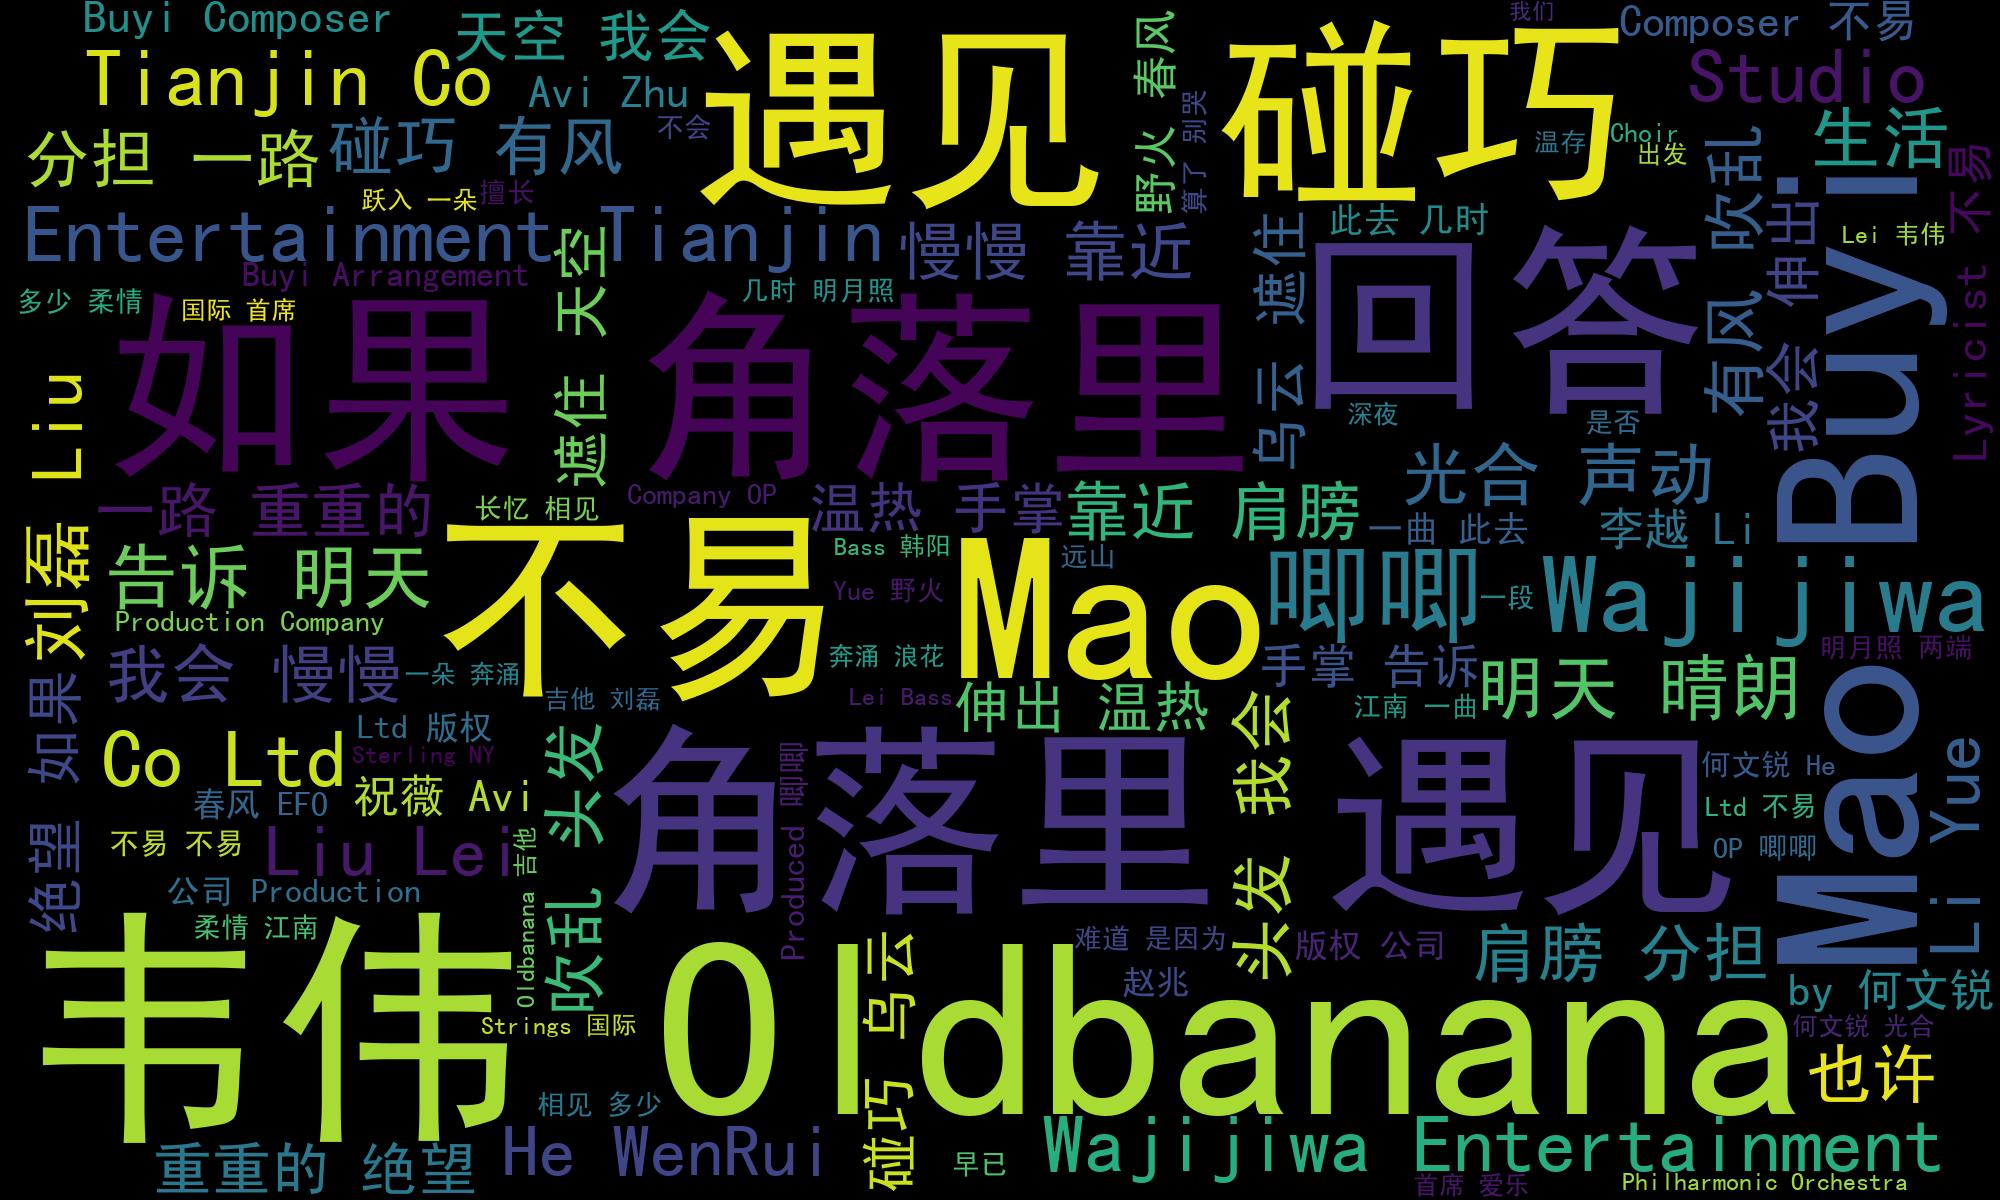 Buyi Composer
天空 我会
遇见 碰巧
野火 春风
我们
Composer 不易
Tianjin Co
Avi Zhu
不会
算了 别哭
温存
Choir
出发
Studio
生活
分担 一路
碰巧 有风
跃入 一朵
擅长
有风 吹乱
我会 伸出
Buyi
Lyricist 不易
Entertainment
Tianjin
慢慢 靠近
此去 几时
Lei 韦伟
Buyi Arrangement
遮住 天空
几时 明月照
乌云 遮住
回答
多少 柔情
国际 首席
如果 角落里
刘磊 Liu
深夜
是否
光合 声动
一路 重重的
长忆 相见
Company OP
温热 手掌
靠近 肩膀
一曲 此去
李越 Li
告诉 明天
不易 Mao
Bass 韩阳
远山
唧唧
一段
Wajijiwa
Yue 野火
Production Company
我会 慢慢
一朵 奔涌
奔涌 浪花
手掌 告诉
明天 晴朗
明月照 两端
绝望 如果
吉他 刘磊
Lei Bass
伸出 温热
江南 一曲
Mao
Co Ltd
Ltd 版权
Sterling NY
吹乱 头发
角落里 遇见
Produced 唧唧
头发 我会
何文锐 He
Li Yue
春风 EFO
祝薇 Avi
Ltd 不易
不易 不易
Liu Lei
Oldbanana 吉他
OP 唧唧
公司 Production
柔情 江南
韦伟 Oldbanana
碰巧 乌云
难道 是因为
版权 公司
肩膀 分担
赵兆
by 何文锐
Strings 国际
何文锐 光合
也许
相见 多少
重重的 绝望
He WenRui
早已
Wajijiwa Entertainment
首席 爱乐
Philharmonic Orchestra